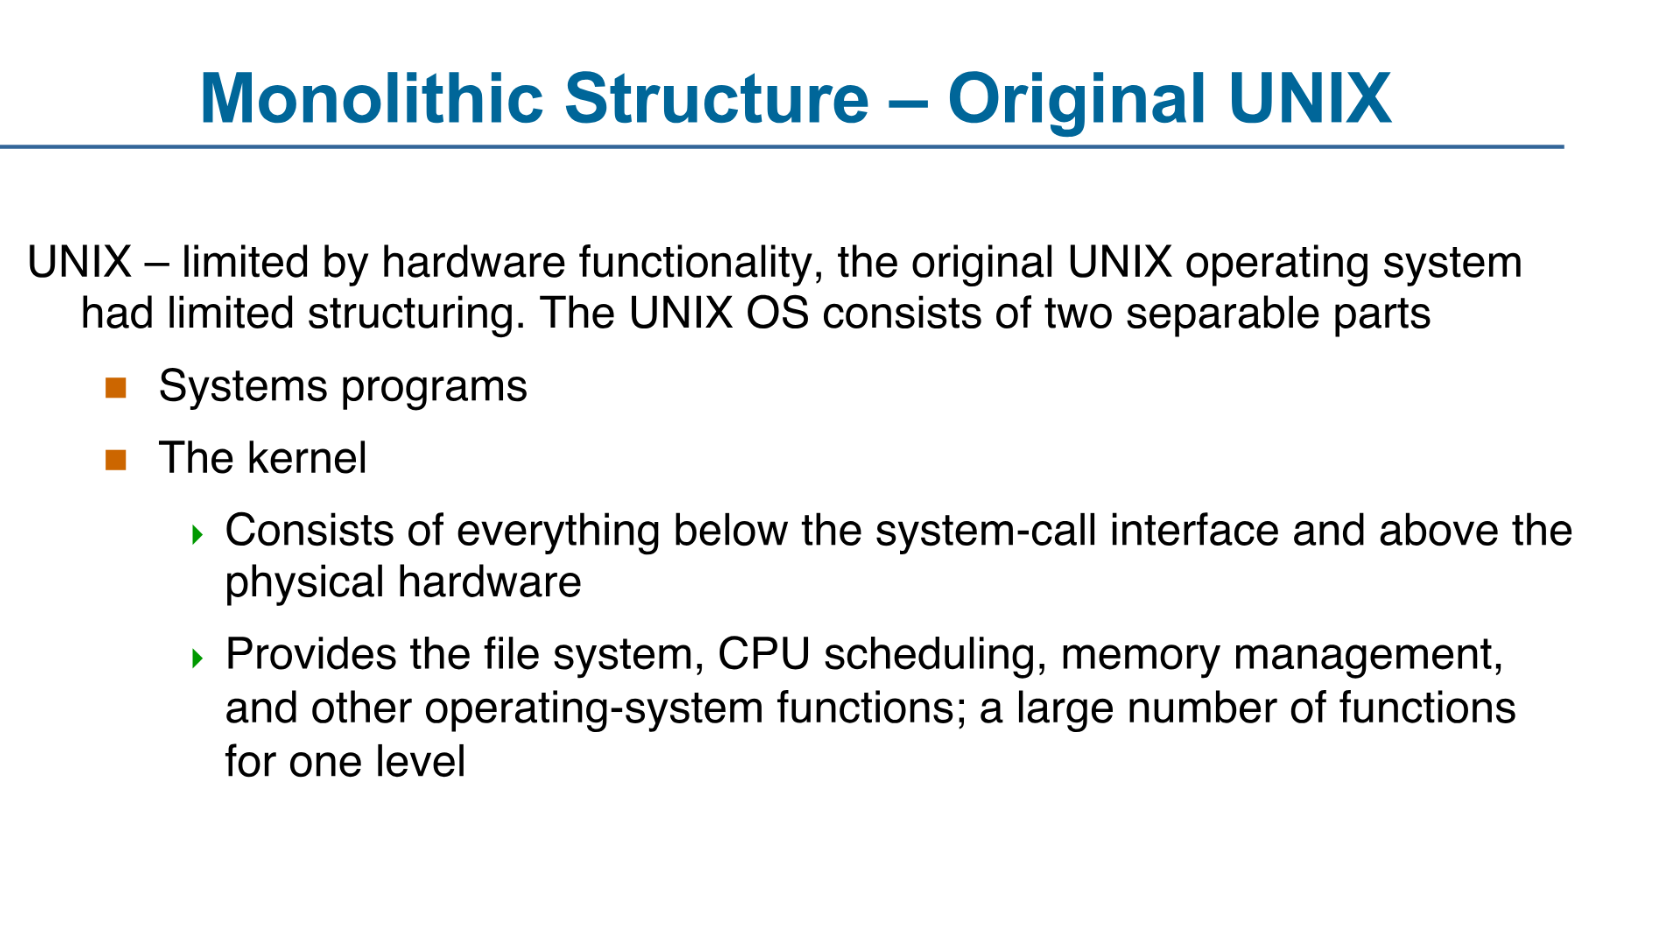 Monolithic Structure – Original UNIX
UNIX – limited by hardware functionality, the original UNIX operating system
had limited structuring. The UNIX OS consists of two separable parts
Systems programs
The kernel
Consists of everything below the system-call interface and above the
physical hardware
Provides the file system, CPU scheduling, memory management,
and other operating-system functions; a large number of functions
for one level